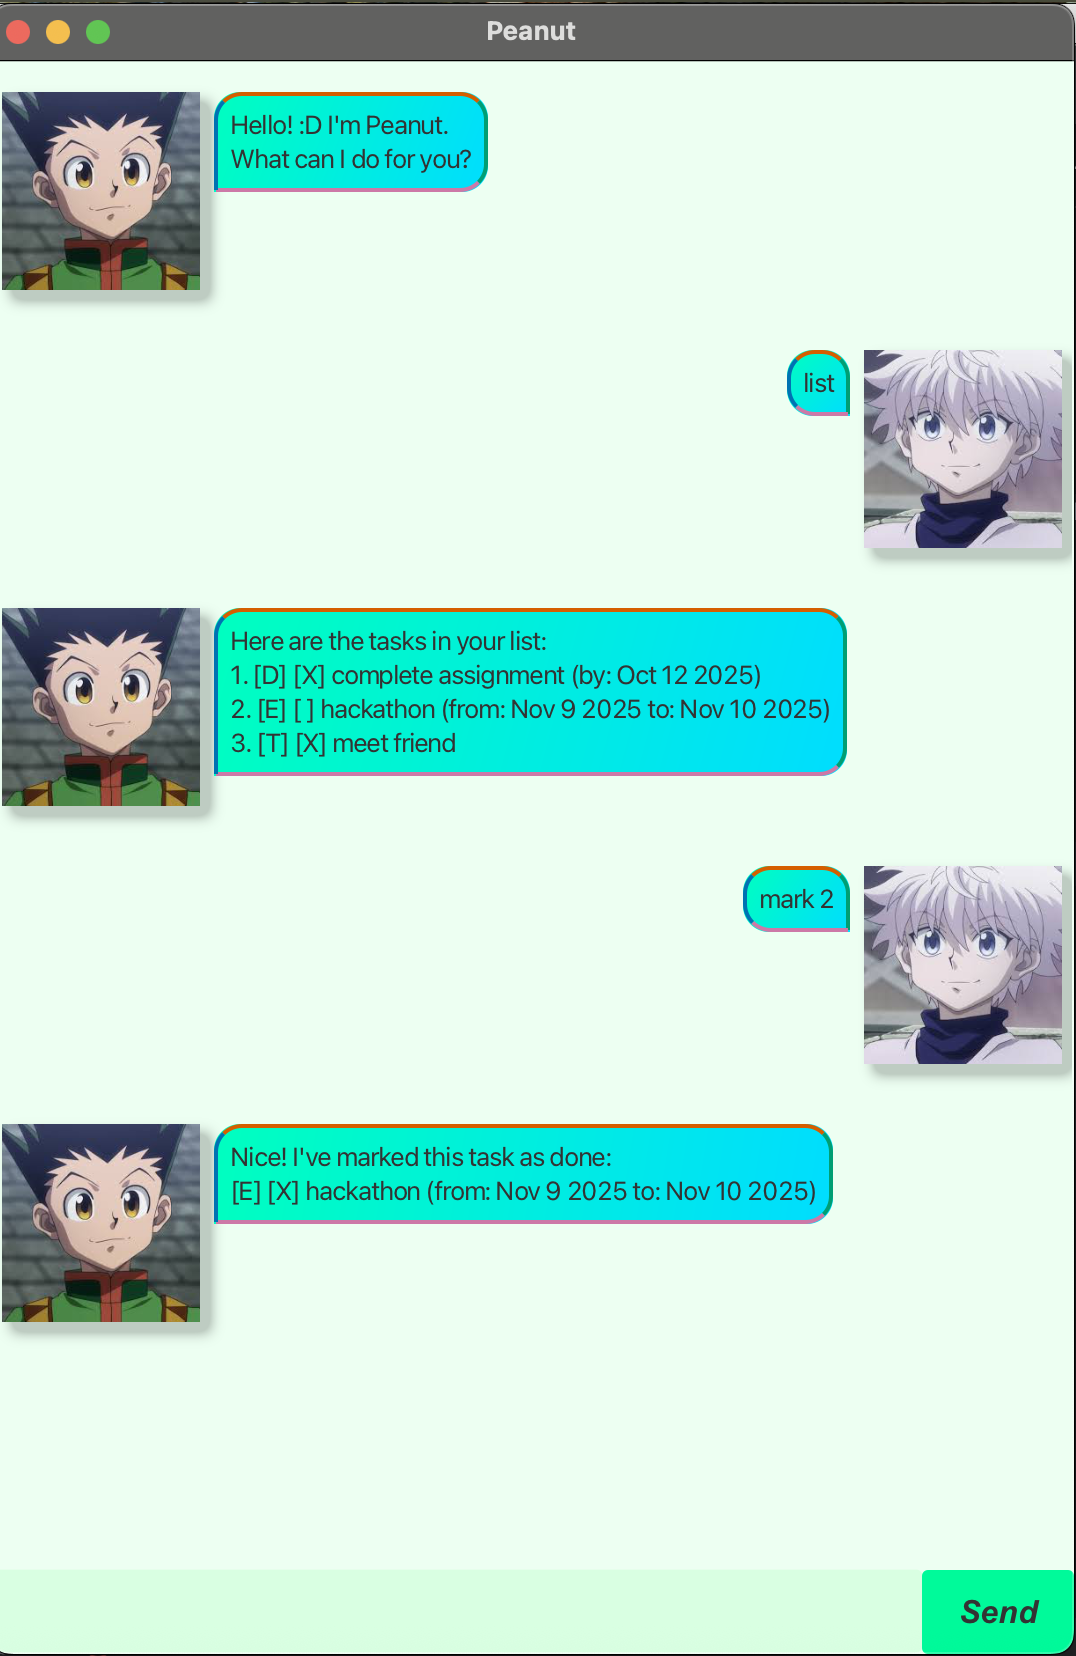 Peanut
Hello! :D I'm Peanut.
What can I do for you?
list
Here are the tasks in your list:
1. [D] [X] complete assignment (by: Oct 12 2025)
2. [E] [ ] hackathon (from: Nov 9 2025 to: Nov 10 2025)
3. [T] [X] meet friend
mark 2
Nice! I've marked this task as done:
[E] [X] hackathon (from: Nov 9 2025 to: Nov 10 2025)
Send